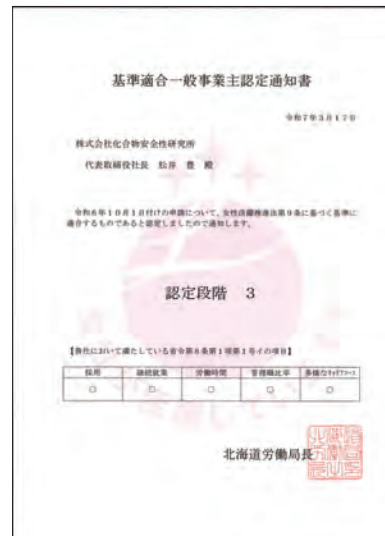 基準適合一般事業主認定通知書
令和7年3月17日
株式会社化合物安全性研究所
代表取締役社長 松井 豊 殿
令和6年10月1日付けの申請について、女性活躍推進法第9条に基づく基準に
適合するものであると認定しましたので通知します。
認定段階 3
【貴社において満たしている省令第8条第1項第1号イの項目】
採用 継続就業 労働時間 管理職比率 多様なキャリアコース
○ ○ ○ ○ ○
北海道労働局長